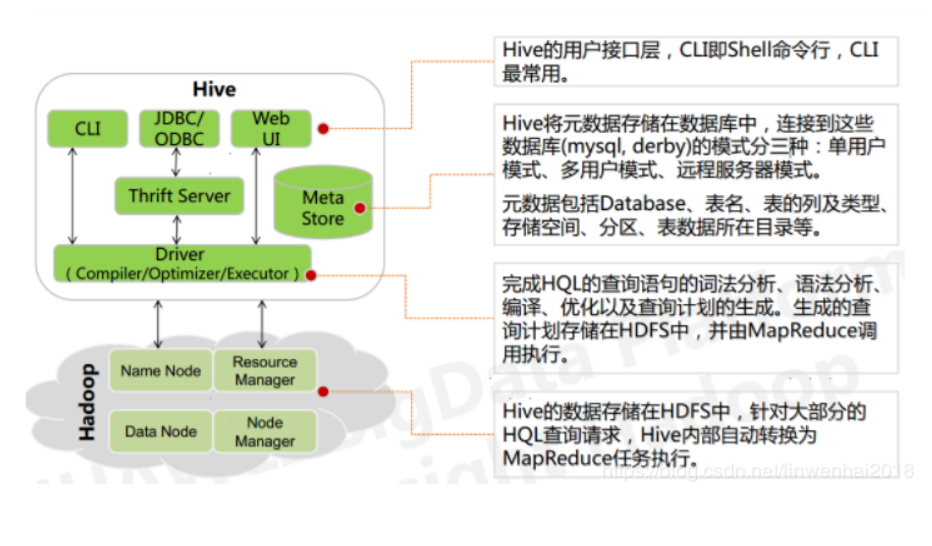 Hive
CLI
JDBC/
ODBC
Web
UI
Thrift Server
Meta
Store
Driver
( Compiler/Optimizer/Executor )
Hadoop
Name Node
Resource
Manager
Data Node
Node
Manager
Hive的用户接口层，CLI即Shell命令行，CLI
最常用。
Hive将元数据存储在数据库中，连接到这些
数据库(mysql, derby)的模式分三种：单用户
模式、多用户模式、远程服务器模式。
元数据包括Database、表名、表的列及类型、
存储空间、分区、表数据所在目录等。
完成HQL的查询语句的词法分析、语法分析、
编译、优化以及查询计划的生成。生成的查
询计划存储在HDFS中，并由MapReduce调
用执行。
Hive的数据存储在HDFS中，针对大部分的
HQL查询请求，Hive内部自动转换为
MapReduce任务执行。
https://blog.csdn.net/linwenhai2018
BigData Platform
Hadoop